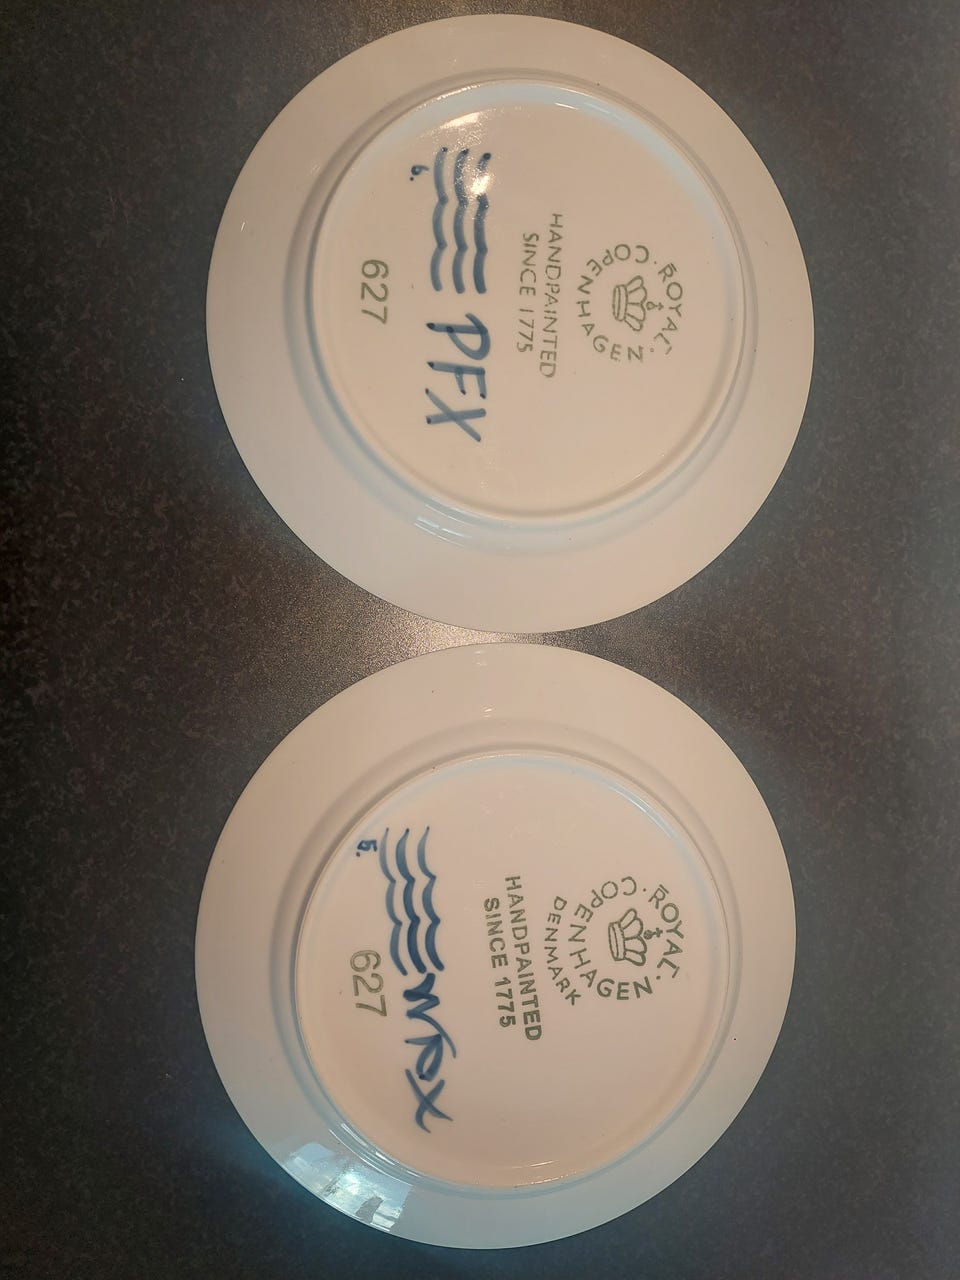 ROYAL
COPENHAGEN
HANDPAINTED
SINCE 1775
PFX
6.
627
ROYAL
COPENHAGEN
DENMARK
HANDPAINTED
SINCE 1775
5.
627